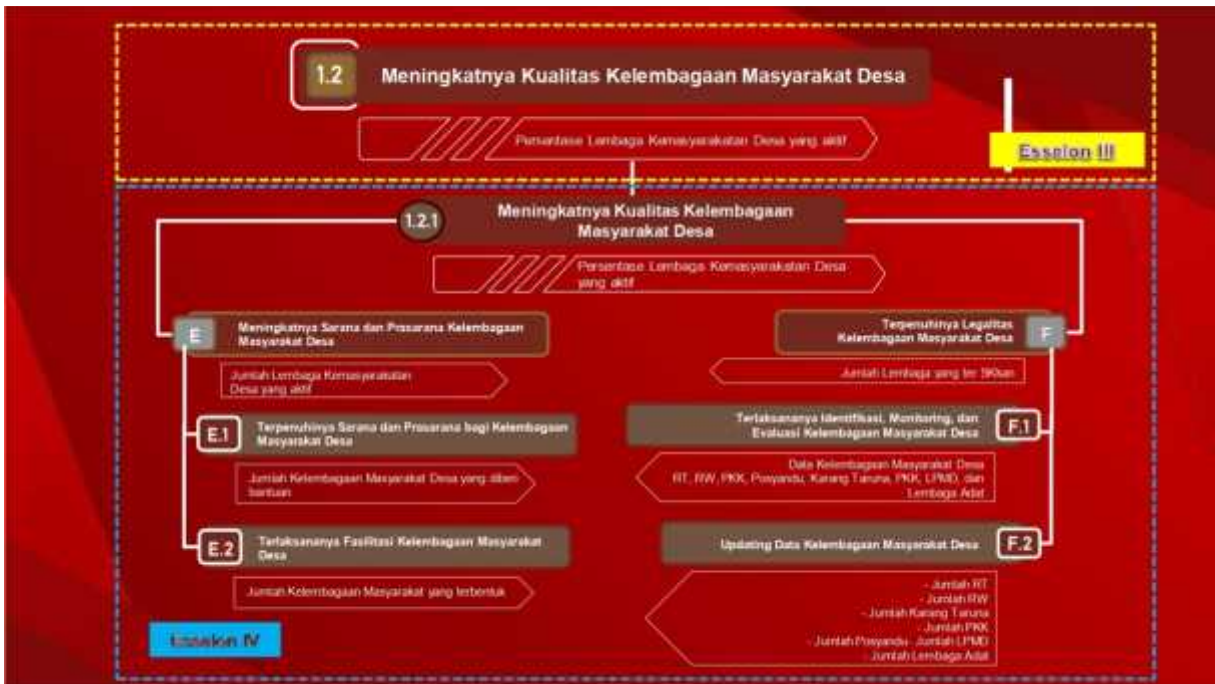 1.2
Meningkatnya Kualitas Kelembagaan Masyarakat Desa
Persentase Lembaga Kemasyarakatan Desa yang aktif
Esselon III
1.2.1
Meningkatnya Kualitas Kelembagaan
Masyarakat Desa
Persentase Lembaga Kemasyarakatan Desa
yang aktif
E
Meningkatnya Sarana dan Prasarana Kelembagaan
Masyarakat Desa
Jumlah Lembaga Kemasyarakatan
Desa yang aktif
E.1
Terpenuhinya Sarana dan Prasarana bagi Kelembagaan
Masyarakat Desa
Jumlah Kelembagaan Masyarakat Desa yang diberi
bantuan
E.2
Terlaksananya Fasilitasi Kelembagaan Masyarakat
Desa
Jumlah Kelembagaan Masyarakat yang terbentuk
Esselon IV
Terpenuhinya Legalitas
Kelembagaan Masyarakat Desa
F
Jumlah Lembaga yang ter SKkan
Terlaksananya Identifikasi, Monitoring, dan
Evaluasi Kelembagaan Masyarakat Desa
F.1
Data Kelembagaan Masyarakat Desa
RT, RW, PKK, Posyandu, Karang Taruna, PKK, LPMD, dan
Lembaga Adat
Updating Data Kelembagaan Masyarakat Desa
F.2
- Jumlah RT
- Jumlah RW
- Jumlah Karang Taruna
- Jumlah PKK
- Jumlah Posyandu - Jumlah LPMD
- Jumlah Lembaga Adat